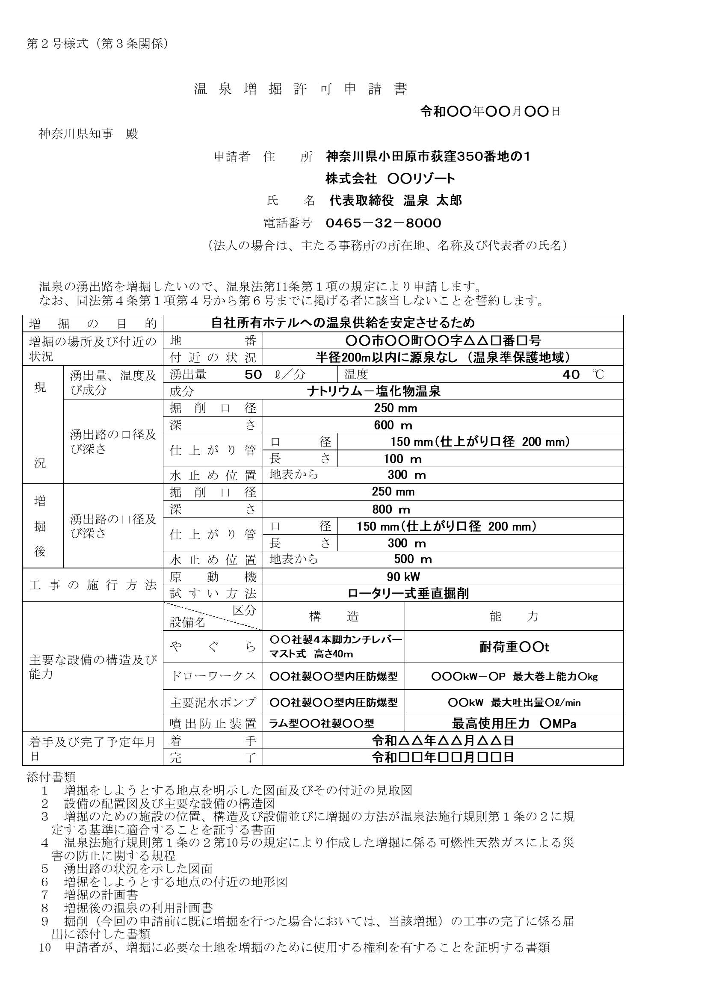 第２号様式（第３条関係）
温泉増掘許可申請書
令和〇〇年〇〇月〇〇日
神奈川県知事　殿
申請者　住　　所　神奈川県小田原市荻窪350番地の1
株式会社　〇〇リゾート
氏　　名　代表取締役　温泉 太郎
電話番号　0465－32－8000
（法人の場合は、主たる事務所の所在地、名称及び代表者の氏名）
温泉の湧出路を増掘したいので、温泉法第11条第１項の規定により申請します。
なお、同法第４条第１項第４号から第６号までに掲げる者に該当しないことを誓約します。
増掘の目的　自社所有ホテルへの温泉供給を安定させるため
増掘の場所及び付近の状況
地番　〇〇市〇〇町〇〇字△△□番□号
付近の状況　半径200m以内に源泉なし　（温泉準保護地域）
現況
湧出量、温度及び成分
湧出量　50　ℓ／分　温度　40　℃
成分　ナトリウム－塩化物温泉
湧出路の口径及び深さ
掘削口径　250 mm
深さ　600 ｍ
仕上がり管
口径　150 mm（仕上がり口径 200 mm）
長さ　100 ｍ
水止め位置　地表から　300 ｍ
増掘後
湧出路の口径及び深さ
掘削口径　250 mm
深さ　800 ｍ
仕上がり管
口径　150 mm（仕上がり口径 200 mm）
長さ　300 ｍ
水止め位置　地表から　500 ｍ
工事の施行方法
原動機　90 kW
試すい方法　ロータリー式垂直掘削
主要な設備の構造及び能力
区分
設備名
構　　造　能　　力
やぐら　〇〇社製４本脚カンチレバーマスト式　高さ40ｍ　耐荷重〇〇t
ドローワークス　〇〇社製〇〇型内圧防爆型　〇〇〇kW－〇P　最大巻上能力〇kg
主要泥水ポンプ　〇〇社製〇〇型内圧防爆型　〇〇kW　最大吐出量〇ℓ/min
噴出防止装置　ラム型〇〇社製〇〇型　最高使用圧力　〇MPa
着手及び完了予定年月日
着手　令和△△年△△月△△日
完了　令和□□年□□月□□日
添付書類
１　増掘をしようとする地点を明示した図面及びその付近の見取図
２　設備の配置図及び主要な設備の構造図
３　増掘のための施設の位置、構造及び設備並びに増掘の方法が温泉法施行規則第１条の２に規
定する基準に適合することを証する書面
４　温泉法施行規則第１条の２第10号の規定により作成した増掘に係る可燃性天然ガスによる災
害の防止に関する規程
５　湧出路の状況を示した図面
６　増掘をしようとする地点の付近の地形図
７　増掘の計画書
８　増掘後の温泉の利用計画書
９　掘削（今回の申請前に既に増掘を行つた場合においては、当該増掘）の工事の完了に係る届
出に添付した書類
10　申請者が、増掘に必要な土地を増掘のために使用する権利を有することを証明する書類